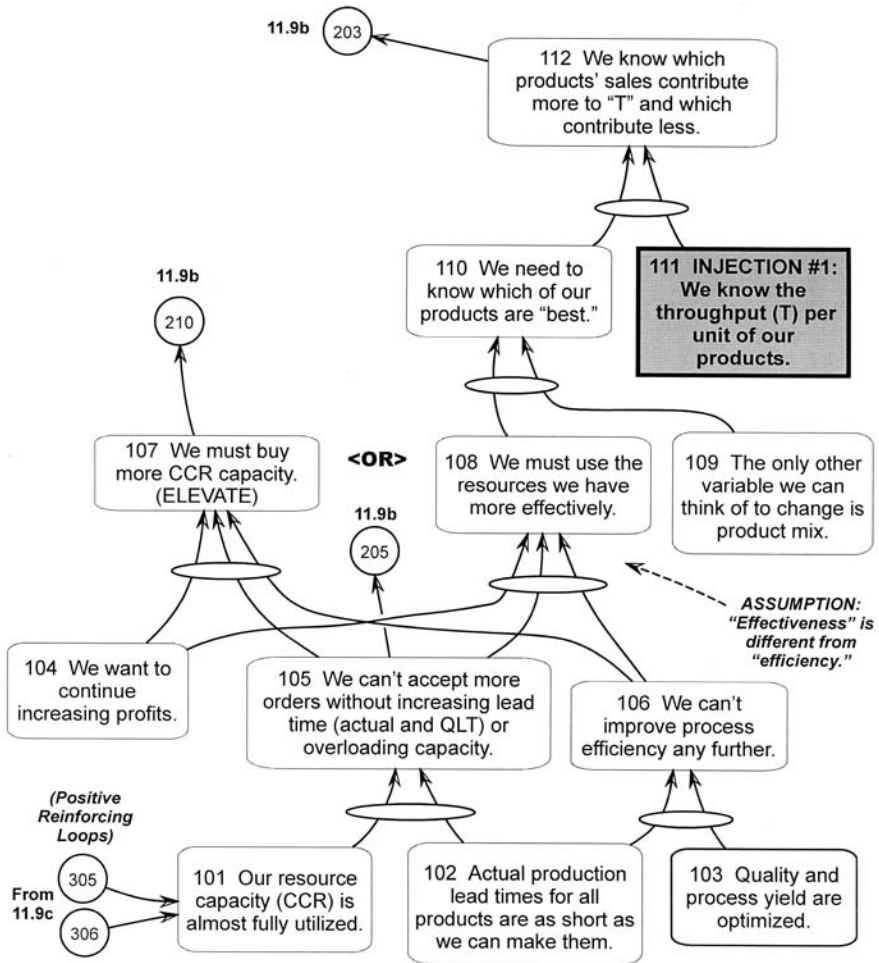 11.9b
203
112 We know which
products’ sales contribute
more to “T” and which
contribute less.
110 We need to
know which of our
products are “best.”
111 INJECTION #1:
We know the
throughput (T) per
unit of our
products.
11.9b
210
107 We must buy
more CCR capacity.
(ELEVATE)
<OR>
108 We must use the
resources we have
more effectively.
109 The only other
variable we can
think of to change is
product mix.
11.9b
205
ASSUMPTION:
“Effectiveness” is
different from
“efficiency.”
104 We want to
continue
increasing profits.
105 We can’t accept more
orders without increasing lead
time (actual and QLT) or
overloading capacity.
106 We can’t
improve process
efficiency any further.
(Positive
Reinforcing
Loops)
305
From
11.9c
306
101 Our resource
capacity (CCR) is
almost fully utilized.
102 Actual production
lead times for all
products are as short as
we can make them.
103 Quality and
process yield are
optimized.